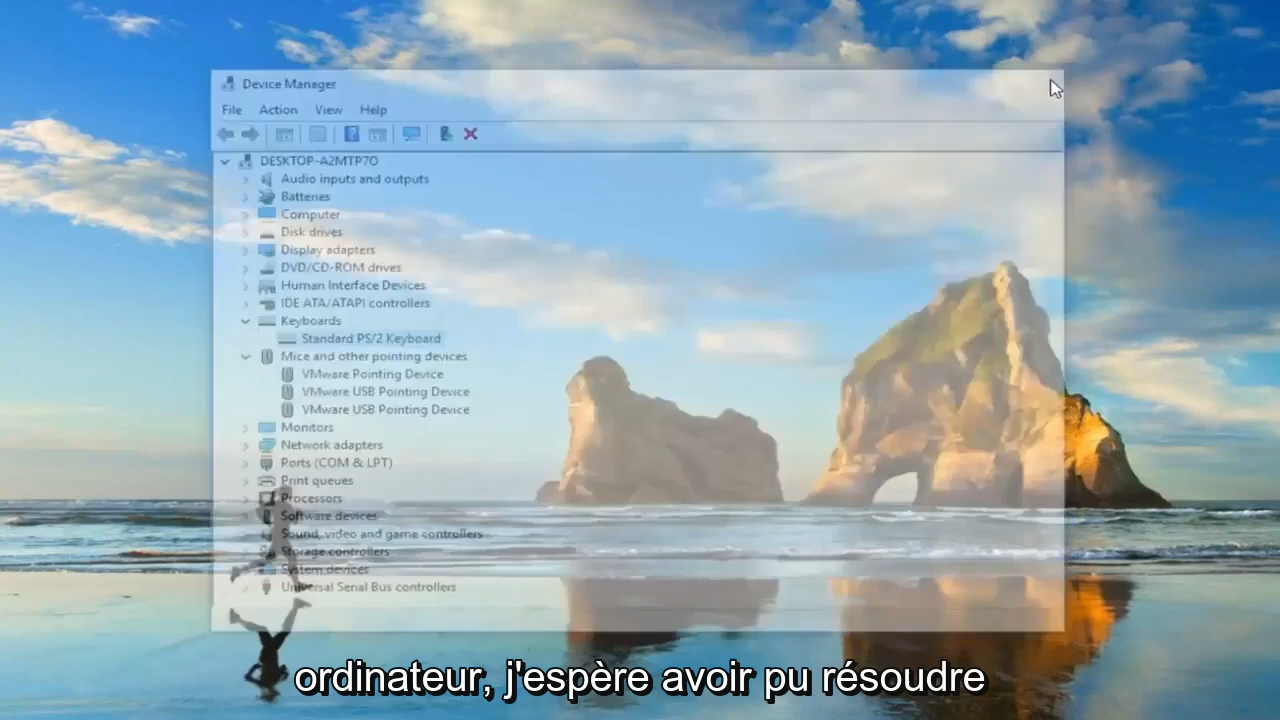 Device Manager
File Action View Help
DESKTOP-A2MTP7O
Audio inputs and outputs
Batteries
Computer
Disk drives
Display adapters
DVD/CD-ROM drives
Human Interface Devices
IDE ATA/ATAPI controllers
Keyboards
Standard PS/2 Keyboard
Mice and other pointing devices
VMware Pointing Device
VMware USB Pointing Device
VMware USB Pointing Device
Monitors
Network adapters
Ports (COM & LPT)
Print queues
Processors
Software devices
Sound, video and game controllers
Storage controllers
System devices
Universal Serial Bus controllers
ordinateur, j'espère avoir pu résoudre